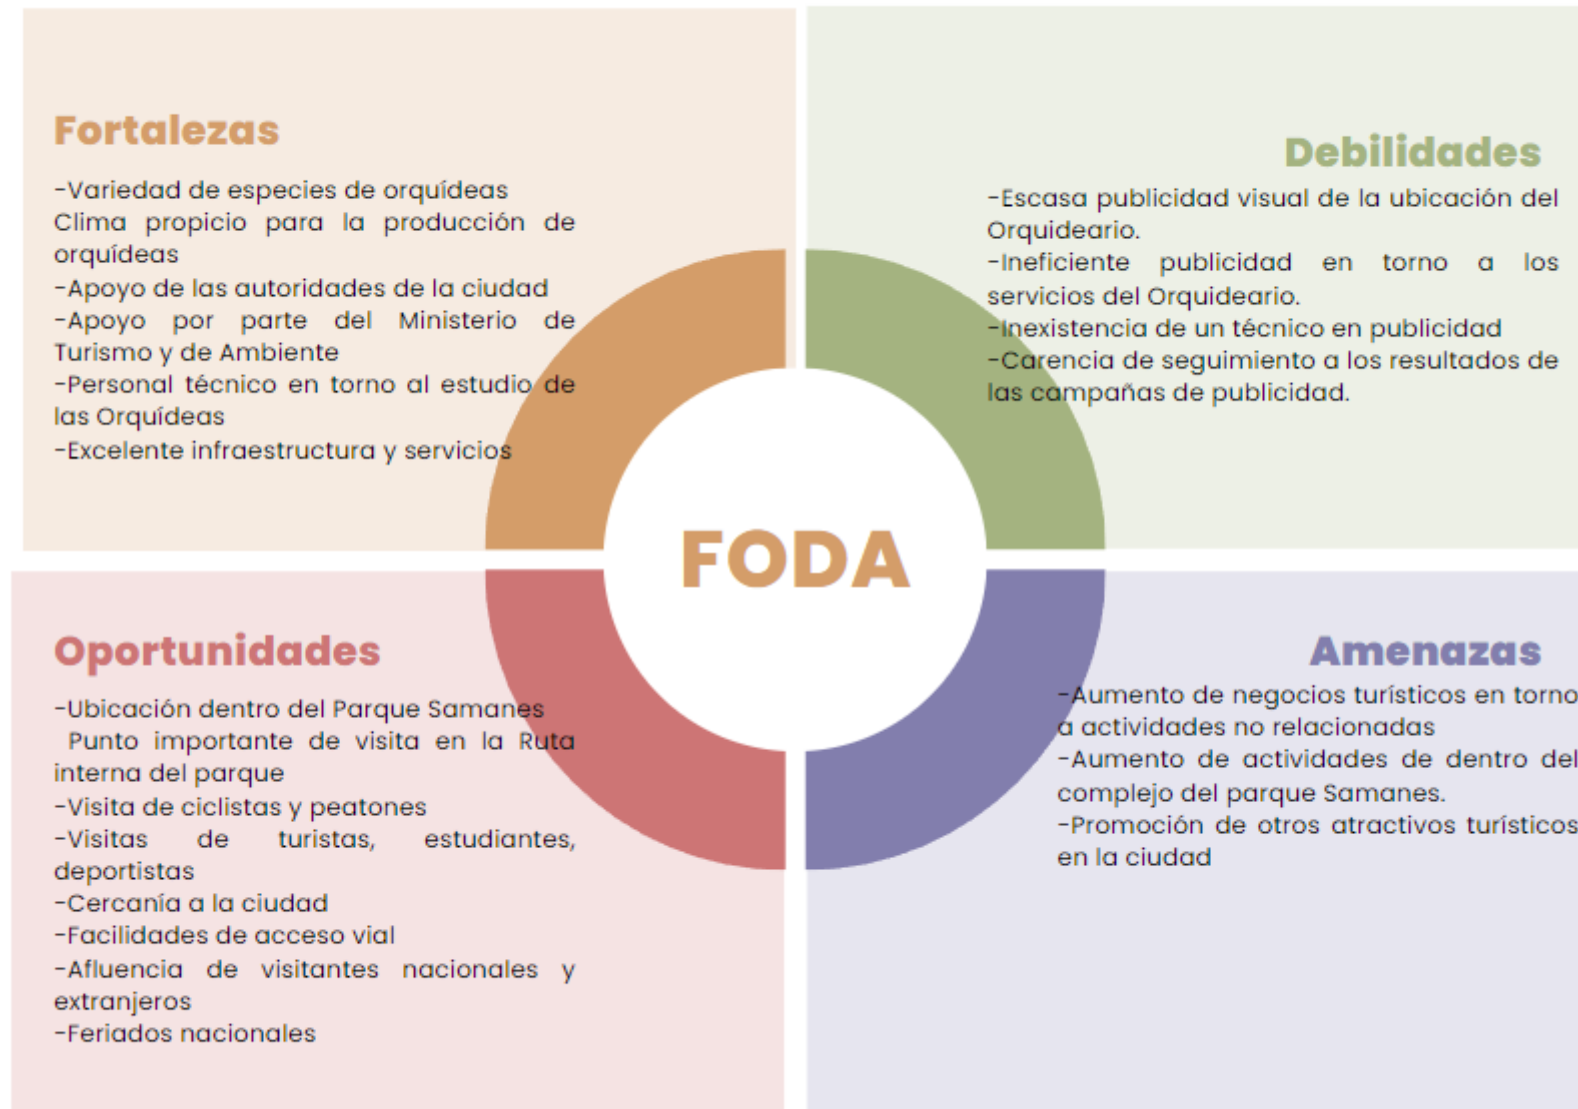 Fortalezas
-Variedad de especies de orquídeas
Clima propicio para la producción de
orquídeas
-Apoyo de las autoridades de la ciudad
-Apoyo por parte del Ministerio de
Turismo y de Ambiente
-Personal técnico en torno al estudio de
las Orquídeas
-Excelente infraestructura y servicios
Debilidades
-Escasa publicidad visual de la ubicación del
Orquideario.
-Ineficiente publicidad en torno a los
servicios del Orquideario.
-Inexistencia de un técnico en publicidad
-Carencia de seguimiento a los resultados de
las campañas de publicidad.
FODA
Oportunidades
-Ubicación dentro del Parque Samanes
Punto importante de visita en la Ruta
interna del parque
-Visita de ciclistas y peatones
-Visitas de turistas, estudiantes,
deportistas
-Cercanía a la ciudad
-Facilidades de acceso vial
-Afluencia de visitantes nacionales y
extranjeros
-Feriados nacionales
Amenazas
-Aumento de negocios turísticos en torno
a actividades no relacionadas
-Aumento de actividades de dentro del
complejo del parque Samanes.
-Promoción de otros atractivos turísticos
en la ciudad